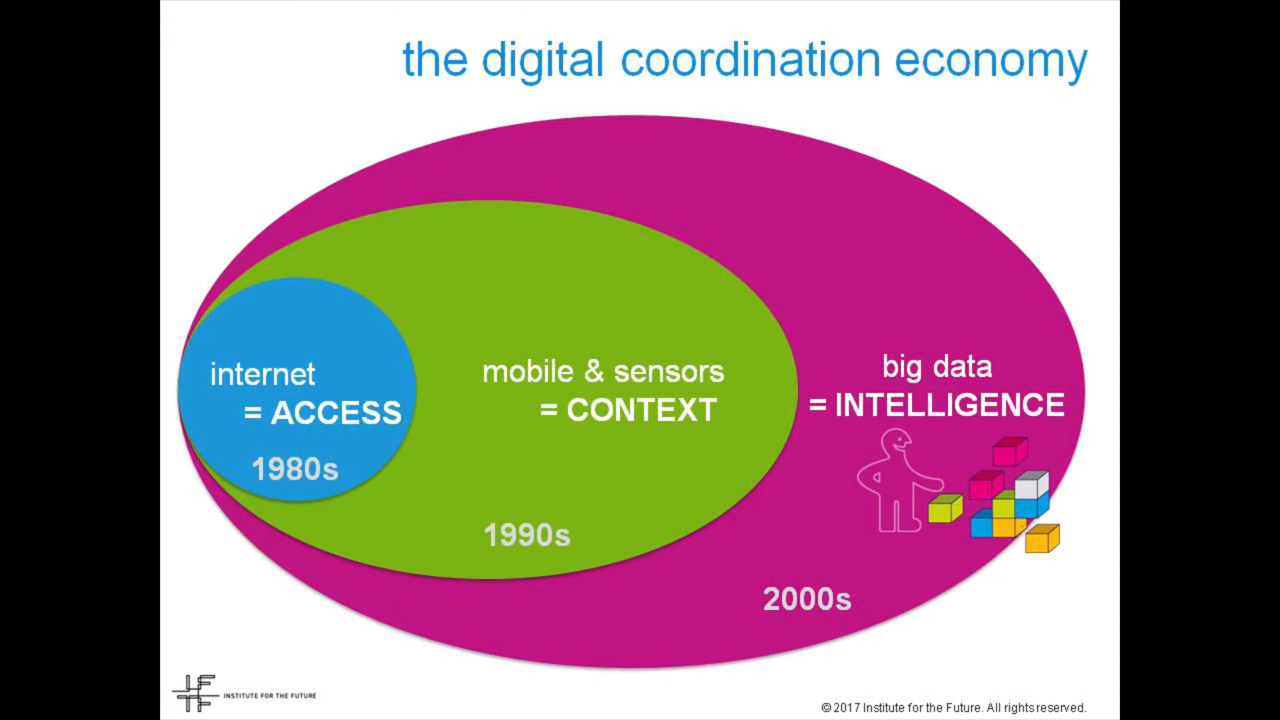 the digital coordination economy
internet
= ACCESS
1980s
mobile & sensors
= CONTEXT
1990s
big data
= INTELLIGENCE
2000s
IFTF
INSTITUTE FOR THE FUTURE
© 2017 Institute for the Future. All rights reserved.